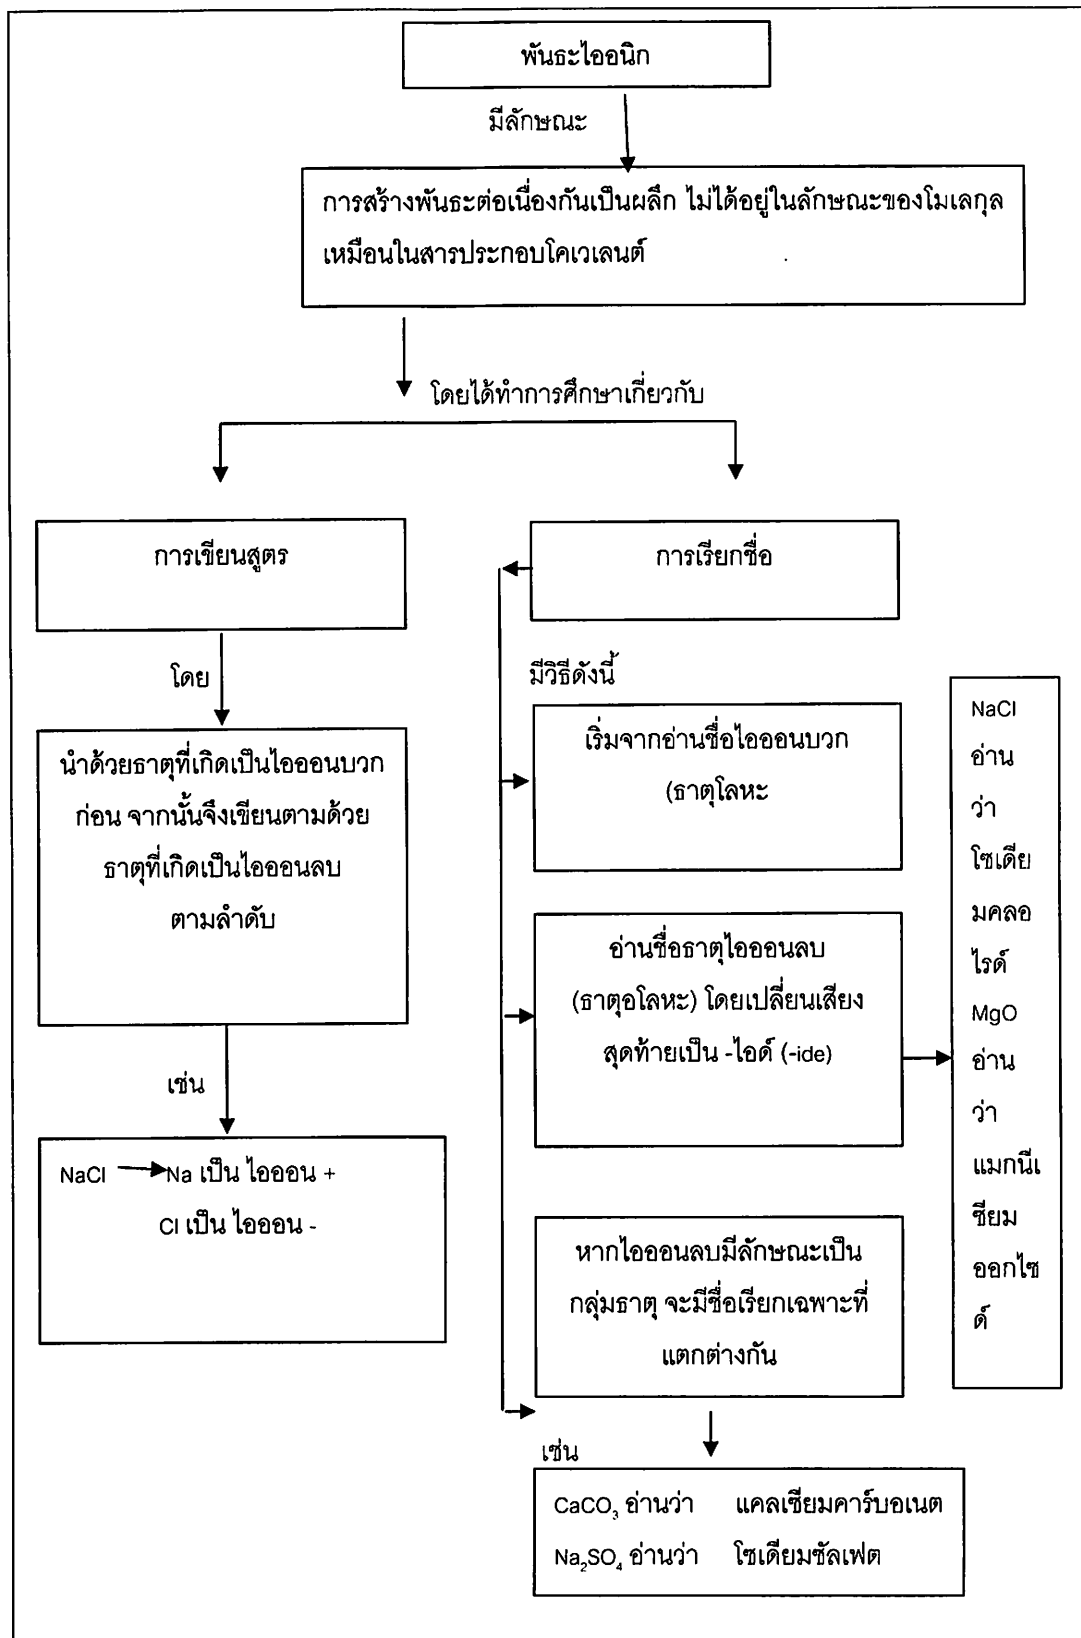 พันธะไอออนิก
มีลักษณะ
การสร้างพันธะต่อเนื่องกันเป็นผลึก ไม่ได้อยู่ในลักษณะของโมเลกุล
เหมือนในสารประกอบโคเวเลนต์
โดยได้ทำการศึกษาเกี่ยวกับ
การเขียนสูตร
โดย
นำด้วยธาตุที่เกิดเป็นไอออนบวก
ก่อน จากนั้นจึงเขียนตามด้วย
ธาตุที่เกิดเป็นไอออนลบ
ตามลำดับ
เช่น
NaCl → Na เป็น ไอออน +
Cl เป็น ไอออน -
การเรียกชื่อ
มีวิธีดังนี้
เริ่มจากอ่านชื่อไอออนบวก
(ธาตุโลหะ
อ่านชื่อธาตุไอออนลบ
(ธาตุอโลหะ) โดยเปลี่ยนเสียง
สุดท้ายเป็น -ไอด์ (-ide)
NaCl
อ่าน
ว่า
โซเดีย
มคลอ
ไรด์
MgO
อ่าน
ว่า
แมกนีเ
ซียม
ออกไซ
ด์
หากไอออนลบมีลักษณะเป็น
กลุ่มธาตุ จะมีชื่อเรียกเฉพาะที่
แตกต่างกัน
เช่น
CaCO₃ อ่านว่า แคลเซียมคาร์บอเนต
Na₂SO₄ อ่านว่า โซเดียมซัลเฟต